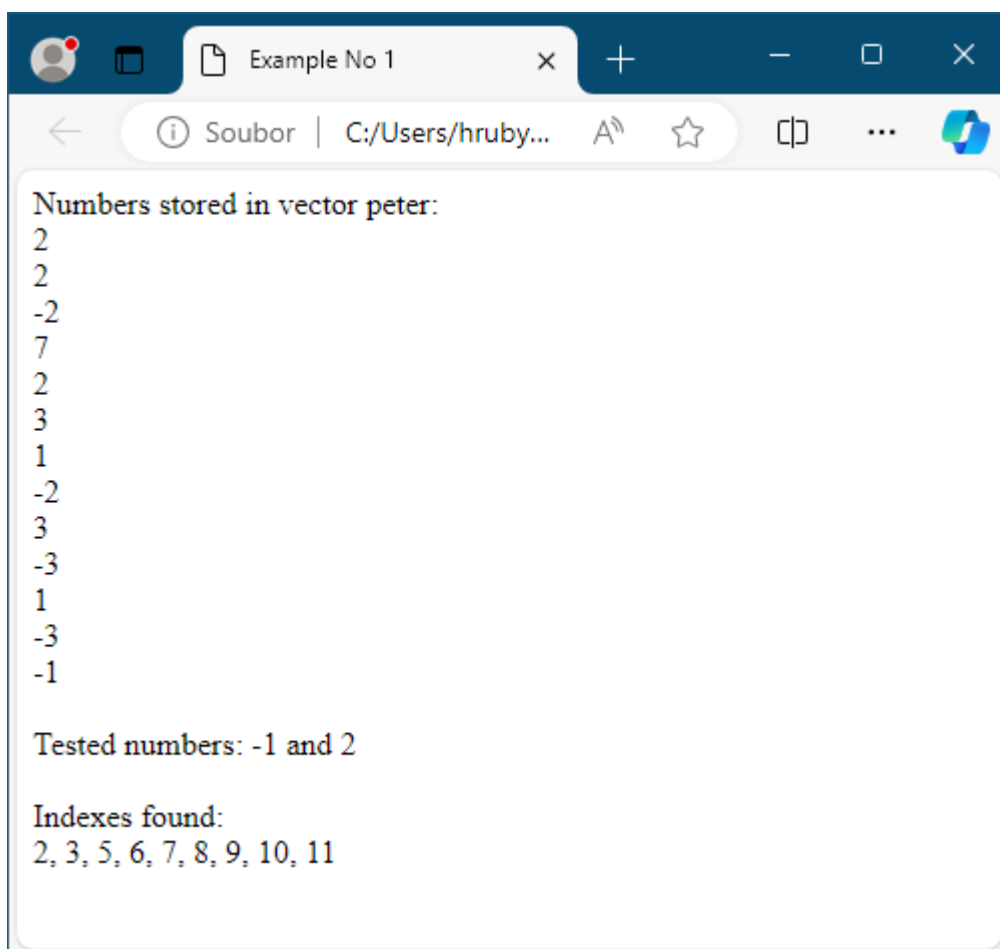 Example No 1
Soubor | C:/Users/hruby...
Numbers stored in vector peter:
2
2
-2
7
2
3
1
-2
3
-3
1
-3
-1
Tested numbers: -1 and 2
Indexes found:
2, 3, 5, 6, 7, 8, 9, 10, 11